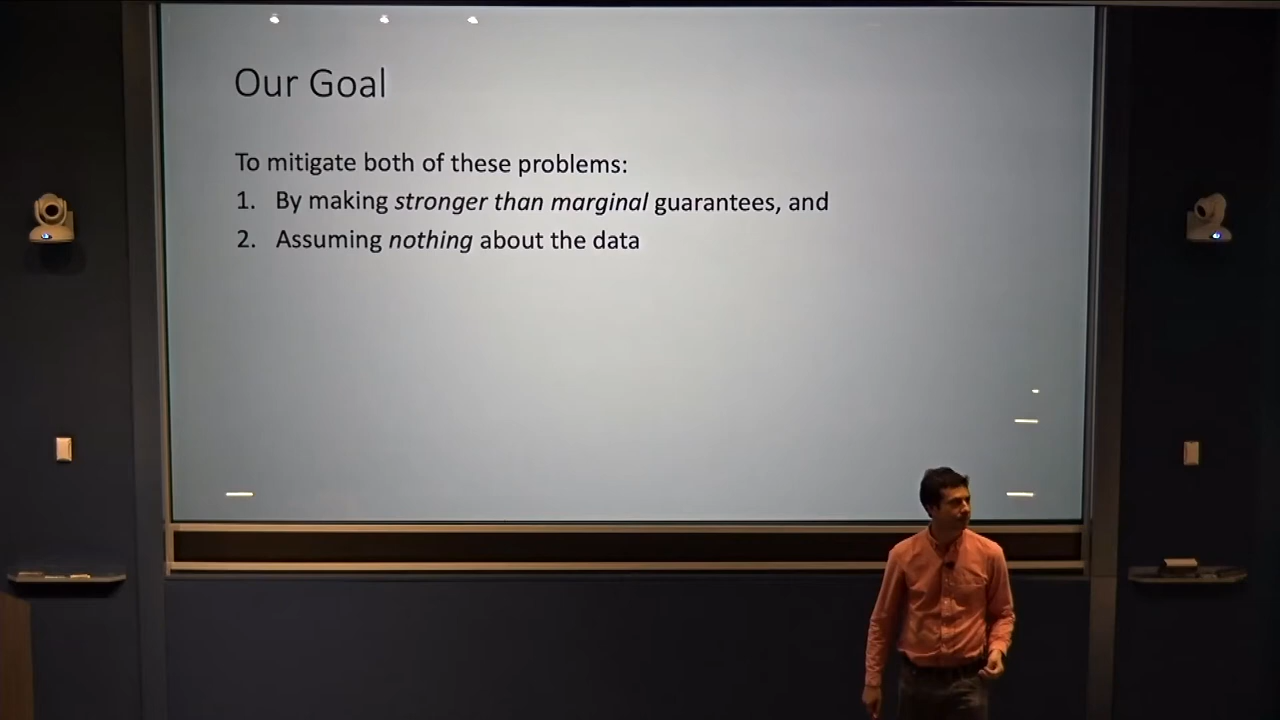 Our Goal
To mitigate both of these problems:
1. By making stronger than marginal guarantees, and
2. Assuming nothing about the data